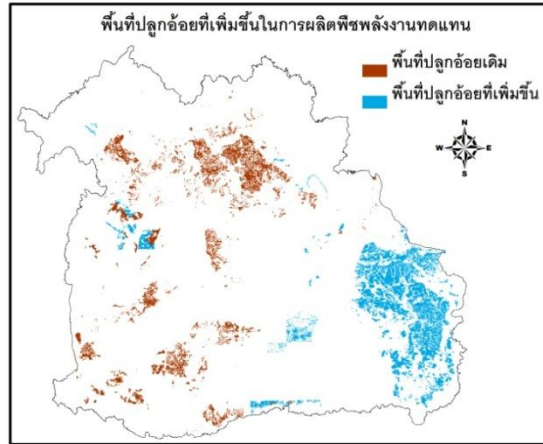 พื้นที่ปลูกอ้อยที่เพิ่มขึ้นในการผลิตพืชพลังงานทดแทน
พื้นที่ปลูกอ้อยเดิม
พื้นที่ปลูกอ้อยที่เพิ่มขึ้น
N
W E
S